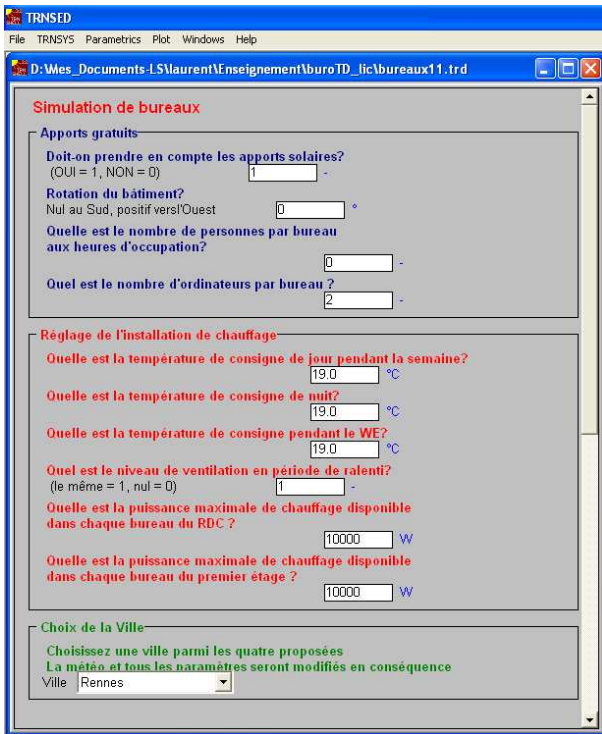 TRNSED
File TRNSYS Parametrics Plot Windows Help
D:\Mes_Documents-LS\laurent\Enseignement\buroTD_lic\bureaux11.trd
Simulation de bureaux
Apports gratuits
Doit-on prendre en compte les apports solaires?
(OUI = 1, NON = 0) 1 -
Rotation du bâtiment?
Nul au Sud, positif versl'Ouest 0 °
Quelle est le nombre de personnes par bureau
aux heures d'occupation?
0 -
Quel est le nombre d'ordinateurs par bureau ?
2 -
Réglage de l'installation de chauffage
Quelle est la température de consigne de jour pendant la semaine?
19.0 °C
Quelle est la température de consigne de nuit?
19.0 °C
Quelle est la température de consigne pendant le WE?
19.0 °C
Quel est le niveau de ventilation en période de ralenti?
(le même = 1, nul = 0) 1 -
Quelle est la puissance maximale de chauffage disponible
dans chaque bureau du RDC ?
10000 W
Quelle est la puissance maximale de chauffage disponible
dans chaque bureau du premier étage ?
10000 W
Choix de la Ville
Choisissez une ville parmi les quatre proposées
La météo et tous les paramètres seront modifiés en conséquence
Ville Rennes